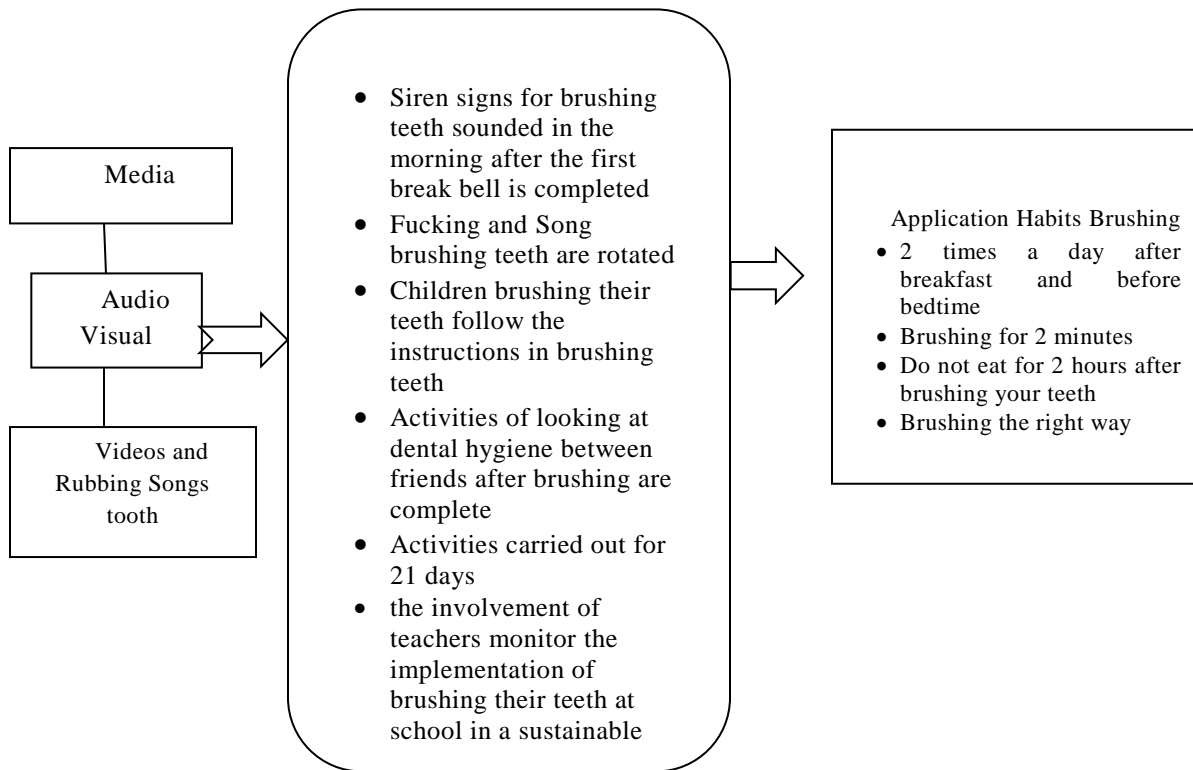 Media
Audio
Visual
Videos and
Rubbing Songs
tooth
• Siren signs for brushing
teeth sounded in the
morning after the first
break bell is completed
• Fucking and Song
brushing teeth are rotated
• Children brushing their
teeth follow the
instructions in brushing
teeth
• Activities of looking at
dental hygiene between
friends after brushing are
complete
• Activities carried out for
21 days
• the involvement of
teachers monitor the
implementation of
brushing their teeth at
school in a sustainable
Application Habits Brushing
• 2 times a day after
breakfast and before
bedtime
• Brushing for 2 minutes
• Do not eat for 2 hours after
brushing your teeth
• Brushing the right way